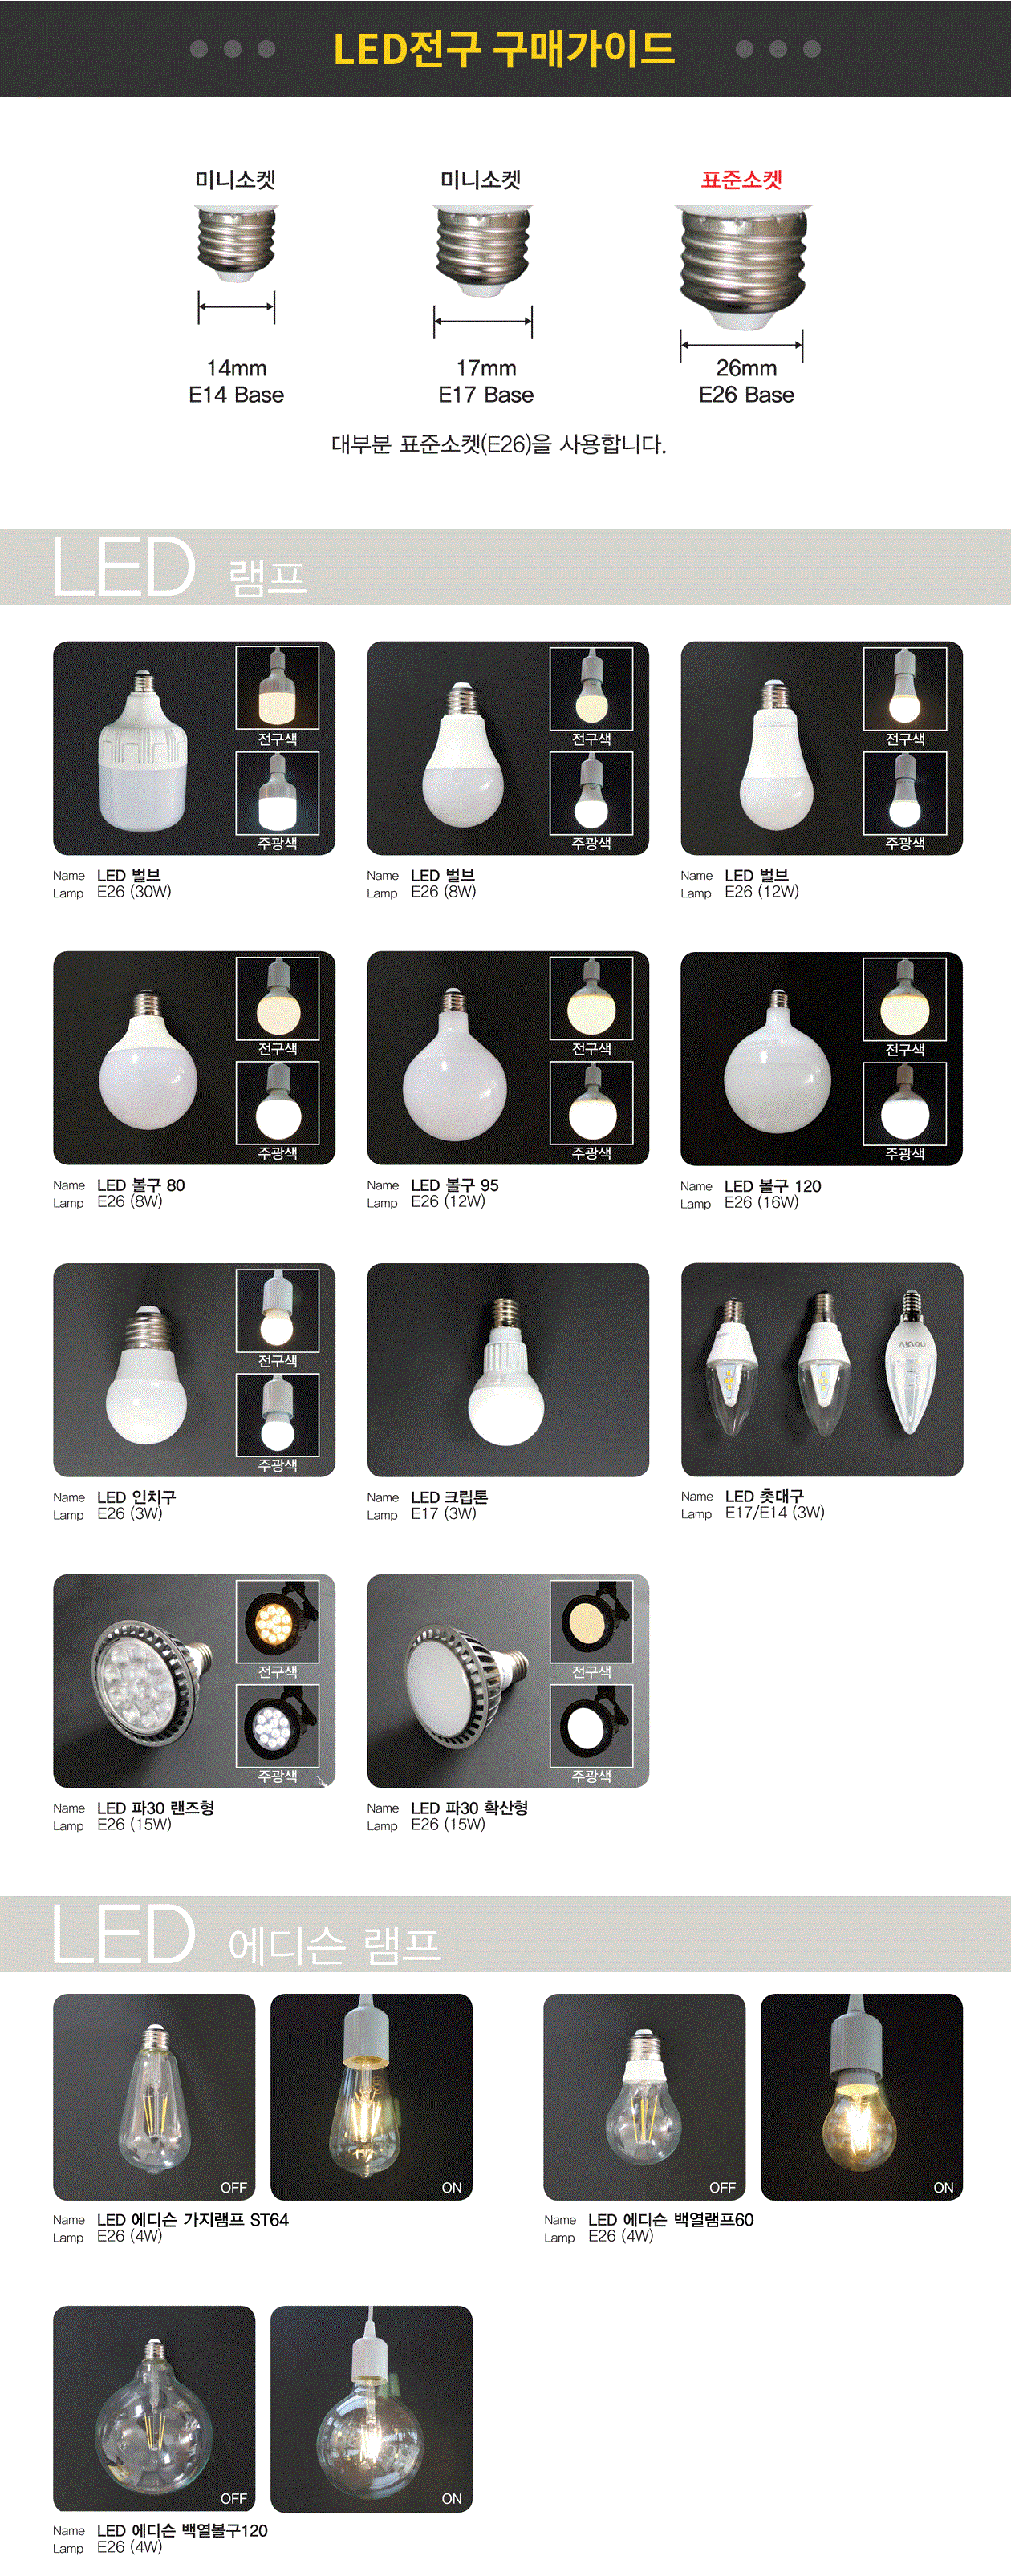 LED전구 구매가이드
미니소켓
미니소켓
표준소켓
14mm
E14 Base
17mm
E17 Base
26mm
E26 Base
대부분 표준소켓(E26)을 사용합니다.
LED 램프
전구색
주광색
전구색
주광색
전구색
주광색
Name LED 벌브
Lamp E26 (30W)
Name LED 벌브
Lamp E26 (8W)
Name LED 벌브
Lamp E26 (12W)
전구색
주광색
전구색
주광색
전구색
주광색
Name LED 볼구 80
Lamp E26 (8W)
Name LED 볼구 95
Lamp E26 (12W)
Name LED 볼구 120
Lamp E26 (16W)
전구색
주광색
Name LED 인치구
Lamp E26 (3W)
Name LED 크립톤
Lamp E17 (3W)
Name LED 촛대구
Lamp E17/E14 (3W)
전구색
주광색
전구색
주광색
Name LED 파30 랜즈형
Lamp E26 (15W)
Name LED 파30 확산형
Lamp E26 (15W)
LED 에디슨 램프
OFF
ON
OFF
ON
Name LED 에디슨 가지램프 ST64
Lamp E26 (4W)
Name LED 에디슨 백열램프60
Lamp E26 (4W)
OFF
ON
Name LED 에디슨 백열볼구120
Lamp E26 (4W)